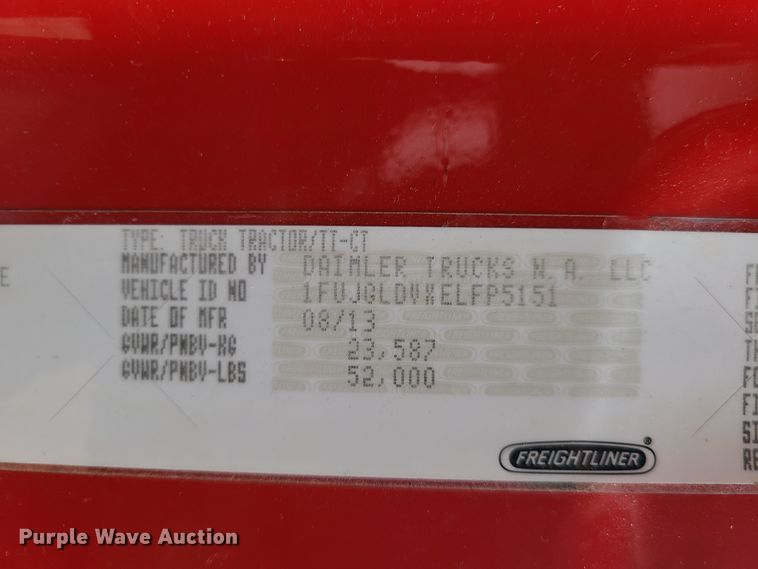 TYPE: TRUCK TRACTOR/TT-CT
MANUFACTURED BY DAIMLER TRUCKS N.A. LLC
VEHICLE ID NO 1FUJGLDVXELFP5151
DATE OF MFR 08/13
GVWR/PNBV-KG 23,587
GVWR/PNBV-LBS 52,000
FREIGHTLINER®
Purple Wave Auction